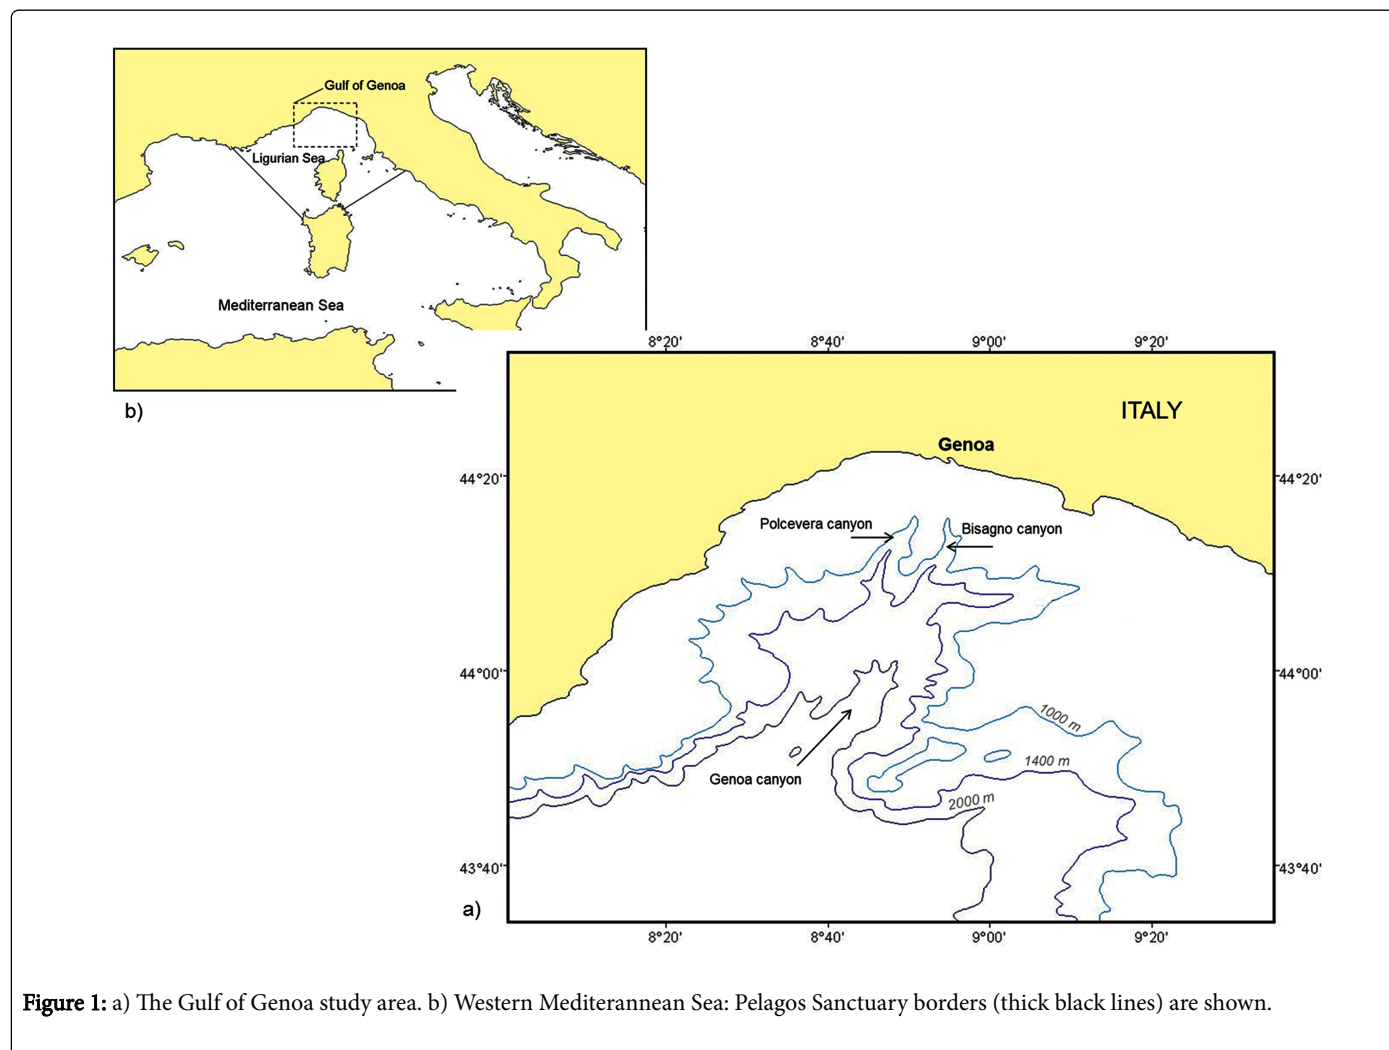 Gulf of Genoa
Ligurian Sea
Mediterranean Sea
b)
8°20' 8°40' 9°00' 9°20'
ITALY
Genoa
44°20' 44°20'
Polcevera canyon Bisagno canyon
44°00' 44°00'
1000 m
1400 m
Genoa canyon
2000 m
43°40' 43°40'
a)
8°20' 8°40' 9°00' 9°20'
Figure 1: a) The Gulf of Genoa study area. b) Western Mediterannean Sea: Pelagos Sanctuary borders (thick black lines) are shown.